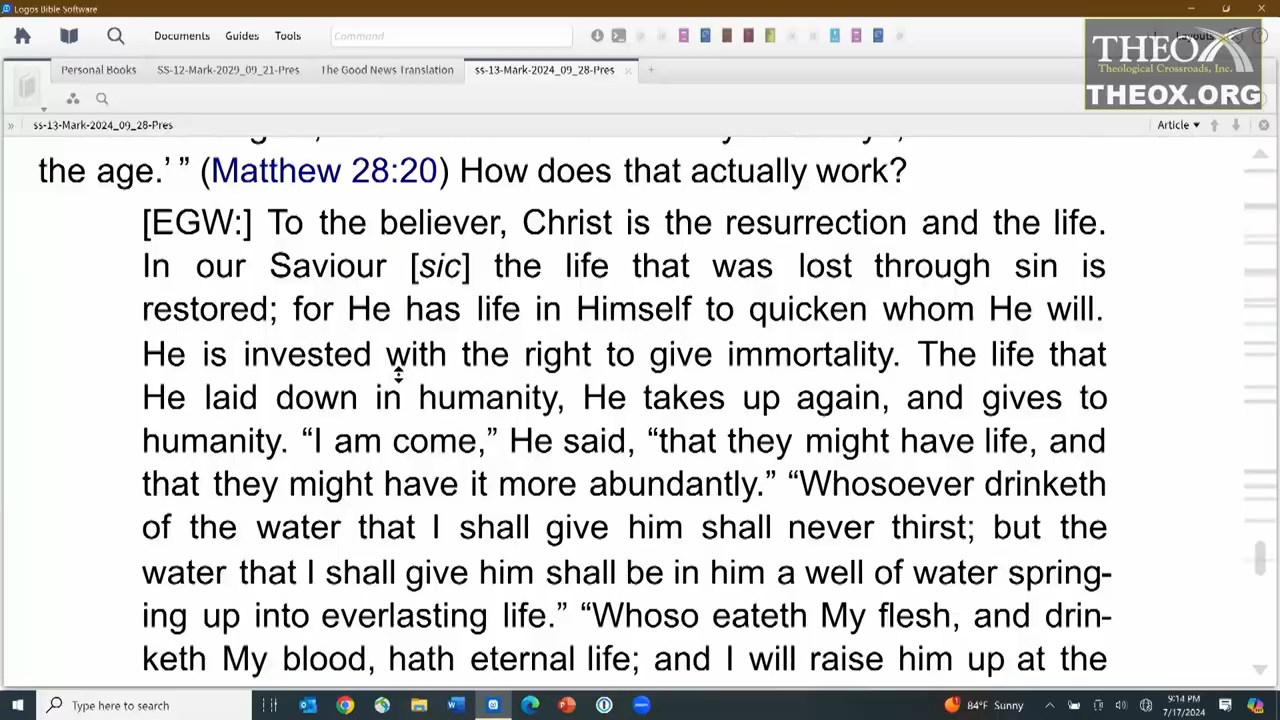 Logos Bible Software
Documents Guides Tools Command Layouts
THEOX
Theological Crossroads, Inc.
THEOX.ORG
Personal Books SS-12-Mark-2029_09_21-Pres The Good News ss-13-Mark-2024_09_28-Pres
ss-13-Mark-2024_09_28-Pres Article
the age.’ ” (Matthew 28:20) How does that actually work?
[EGW:] To the believer, Christ is the resurrection and the life.
In our Saviour [sic] the life that was lost through sin is
restored; for He has life in Himself to quicken whom He will.
He is invested with the right to give immortality. The life that
He laid down in humanity, He takes up again, and gives to
humanity. “I am come,” He said, “that they might have life, and
that they might have it more abundantly.” “Whosoever drinketh
of the water that I shall give him shall never thirst; but the
water that I shall give him shall be in him a well of water spring-
ing up into everlasting life.” “Whoso eateth My flesh, and drin-
keth My blood, hath eternal life; and I will raise him up at the
Type here to search 84°F Sunny 9:14 PM
7/17/2024